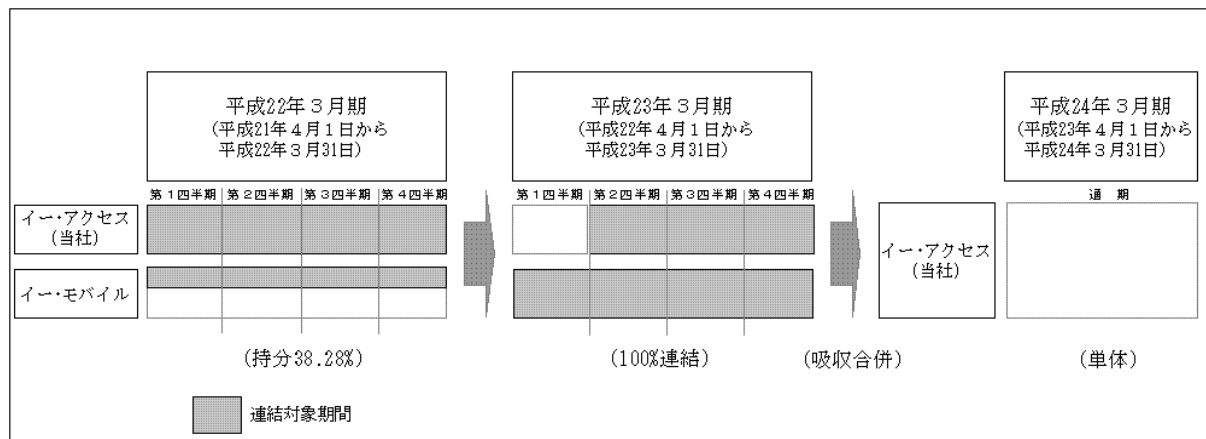 平成22年３月期
(平成21年４月１日から
平成22年３月31日)
平成23年３月期
(平成22年４月１日から
平成23年３月31日)
平成24年３月期
(平成23年４月１日から
平成24年３月31日)
第１四半期
第２四半期
第３四半期
第４四半期
第１四半期
第２四半期
第３四半期
第４四半期
通　期
イー・アクセス
(当社)
イー・モバイル
イー・アクセス
(当社)
(持分38.28%)
(100%連結)
(吸収合併)
(単体)
連結対象期間